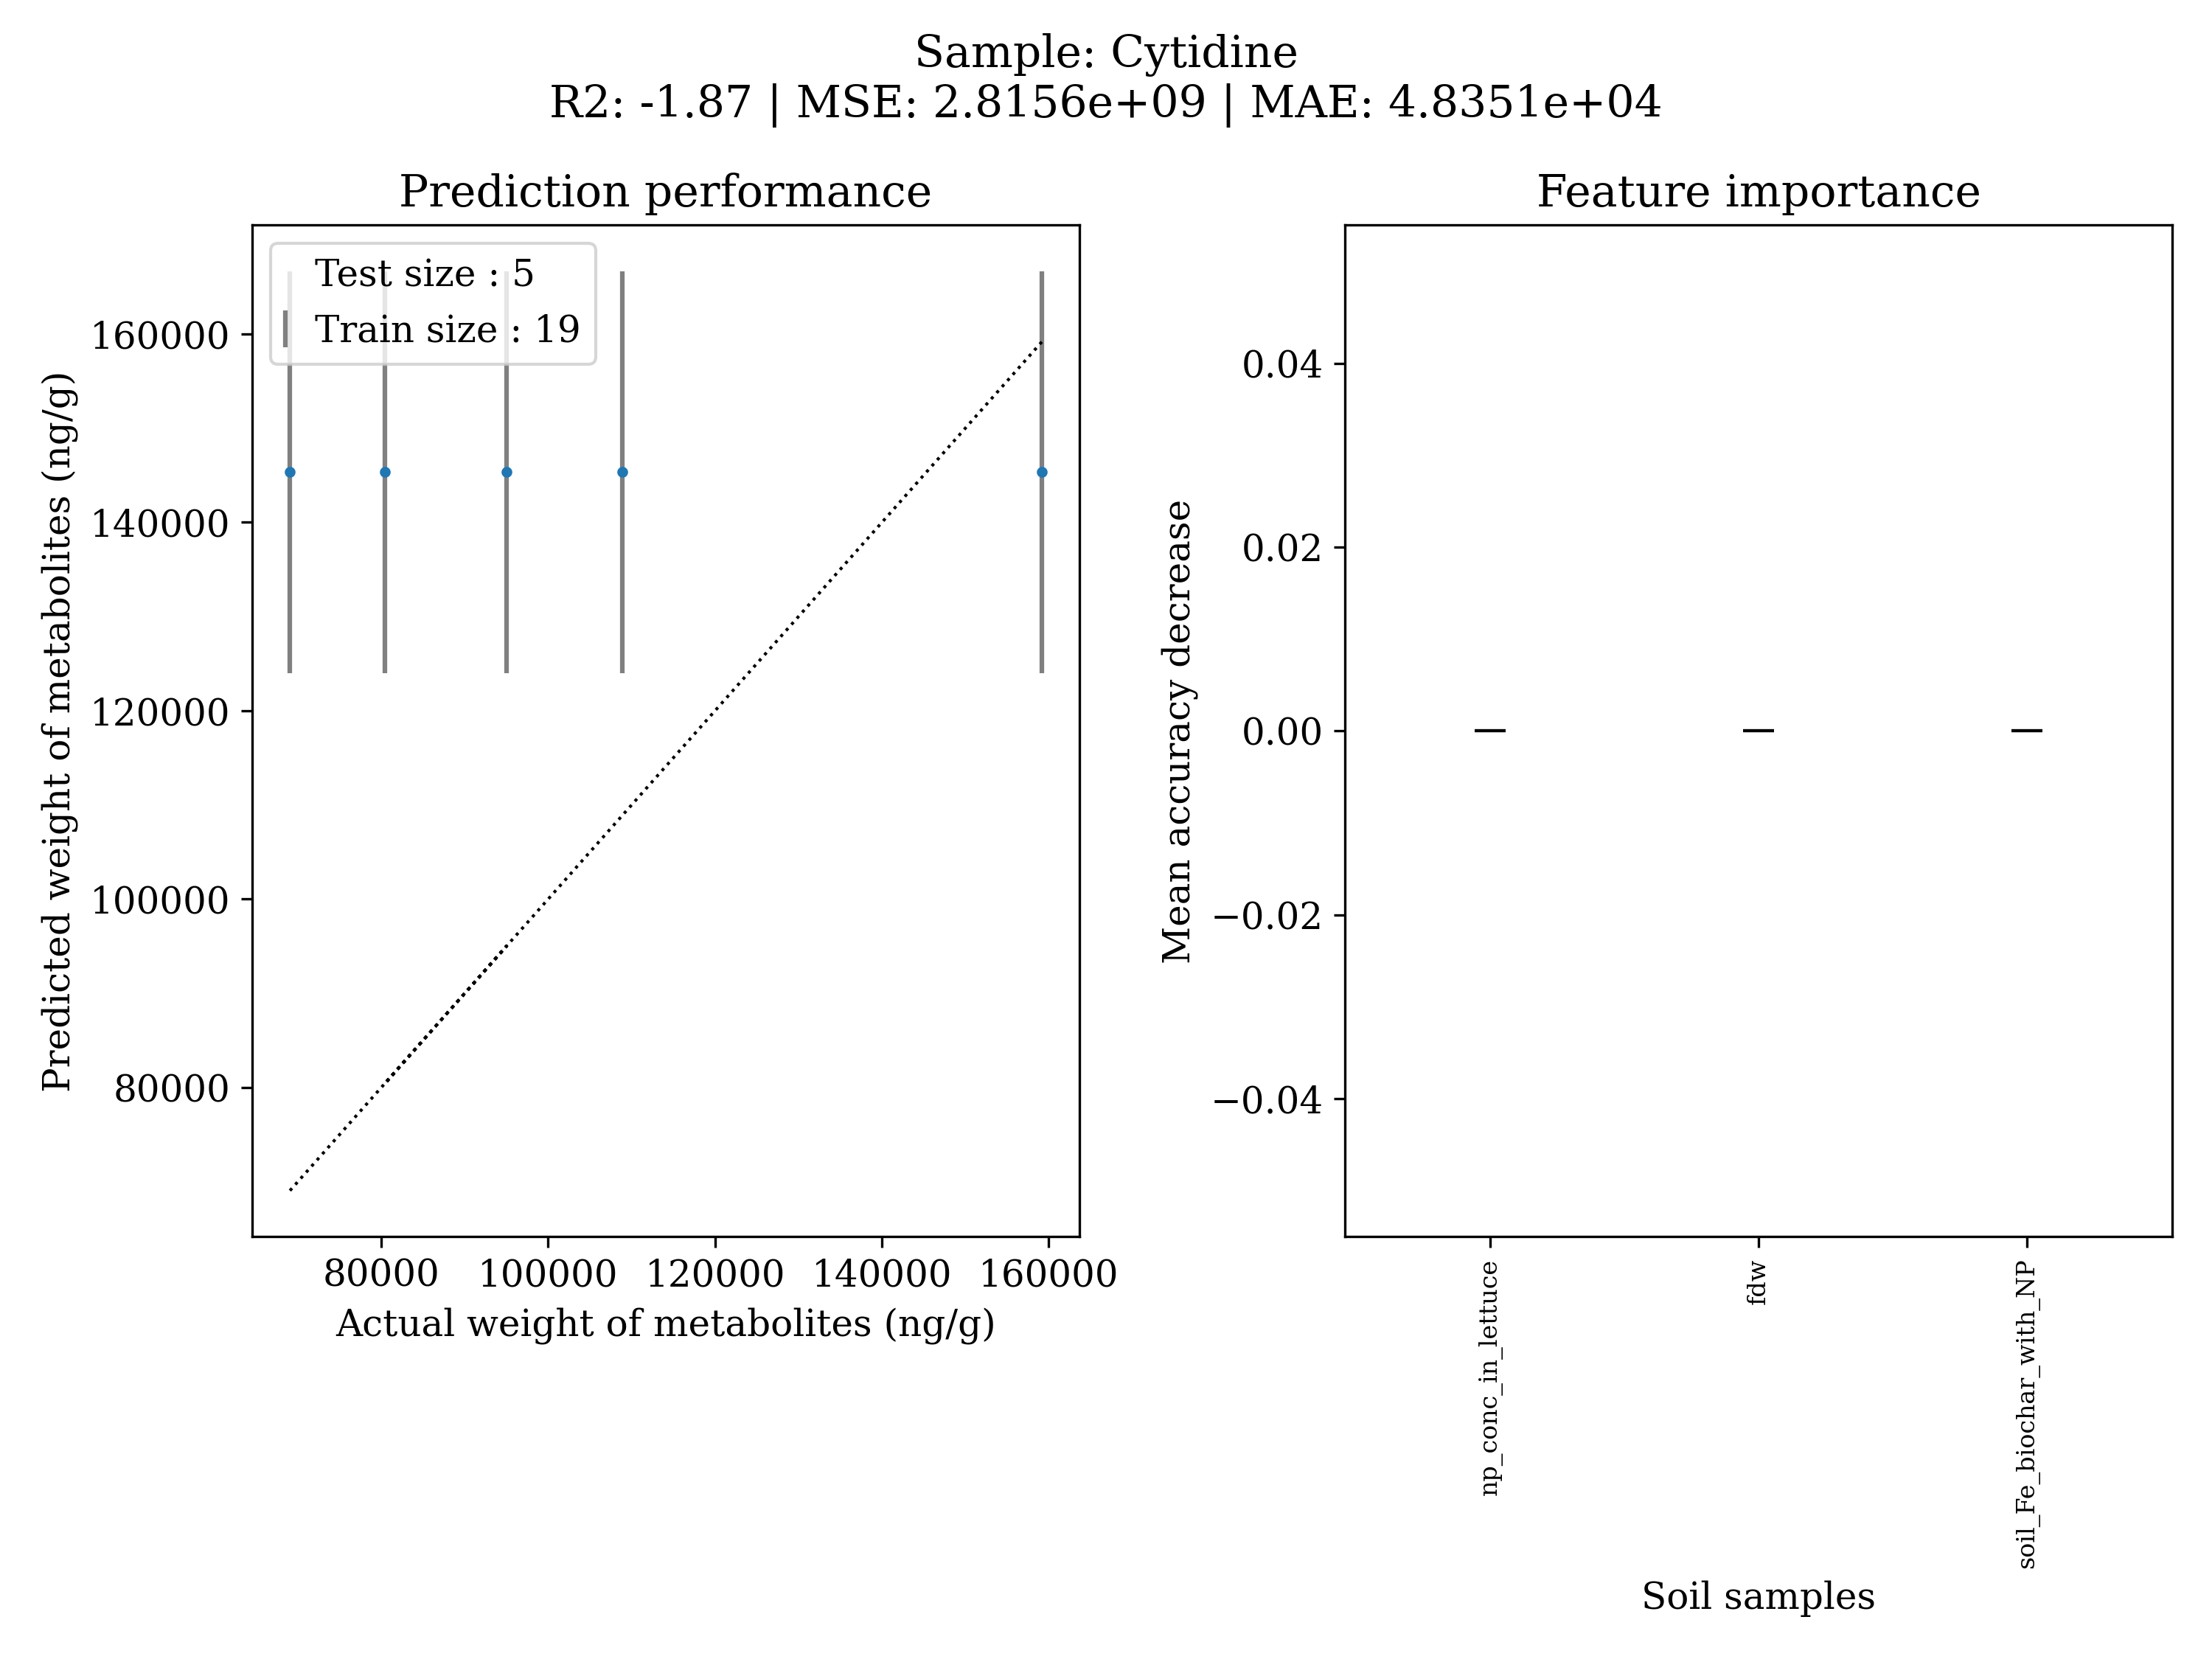 Sample: Cytidine
R2: -1.87 | MSE: 2.8156e+09 | MAE: 4.8351e+04
Prediction performance
Test size : 5
Train size : 19
160000
140000
120000
100000
80000
Predicted weight of metabolites (ng/g)
80000 100000 120000 140000 160000
Actual weight of metabolites (ng/g)
Feature importance
0.04
0.02
0.00
−0.02
−0.04
Mean accuracy decrease
np_conc_in_lettuce
fdw
soil_Fe_biochar_with_NP
Soil samples